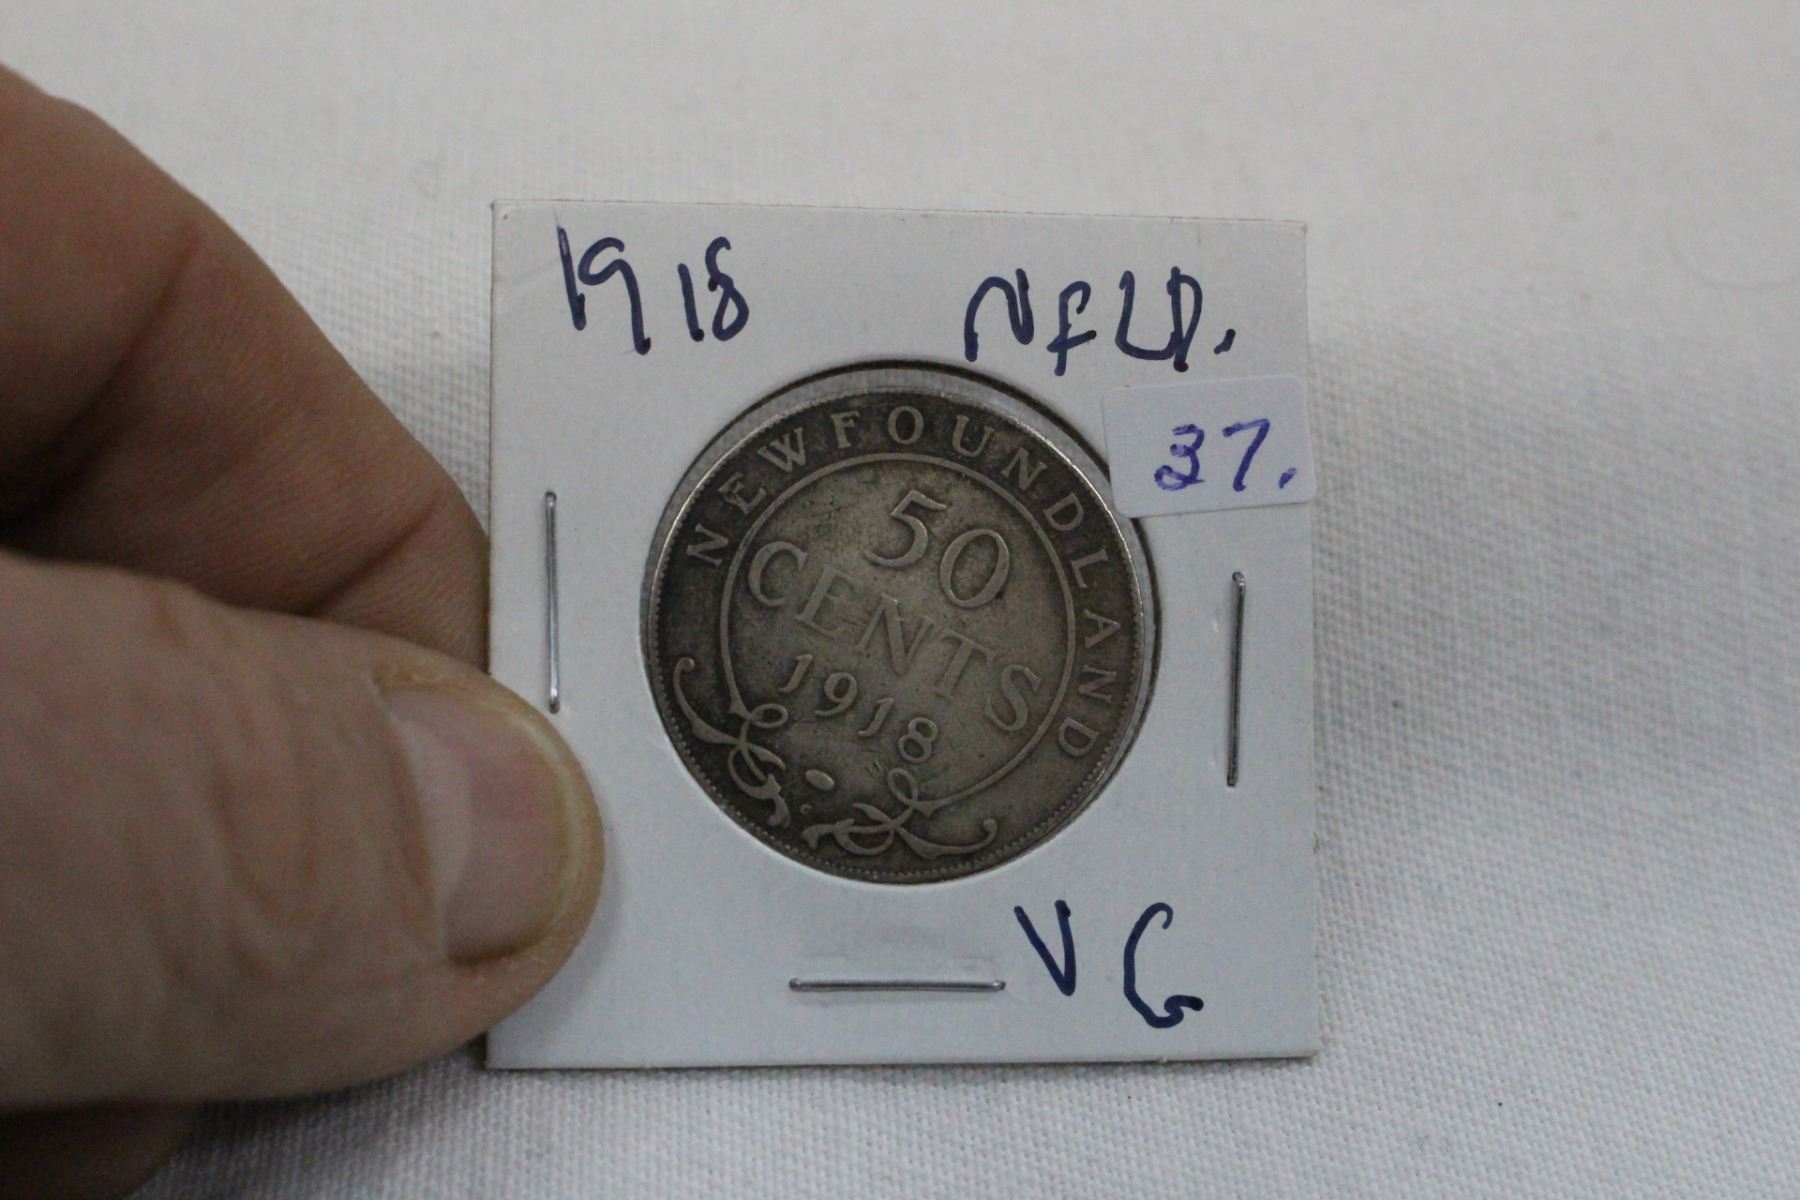 1918 NFLD.
37.
NEWFOUNDLAND
50
CENTS
1918
VG